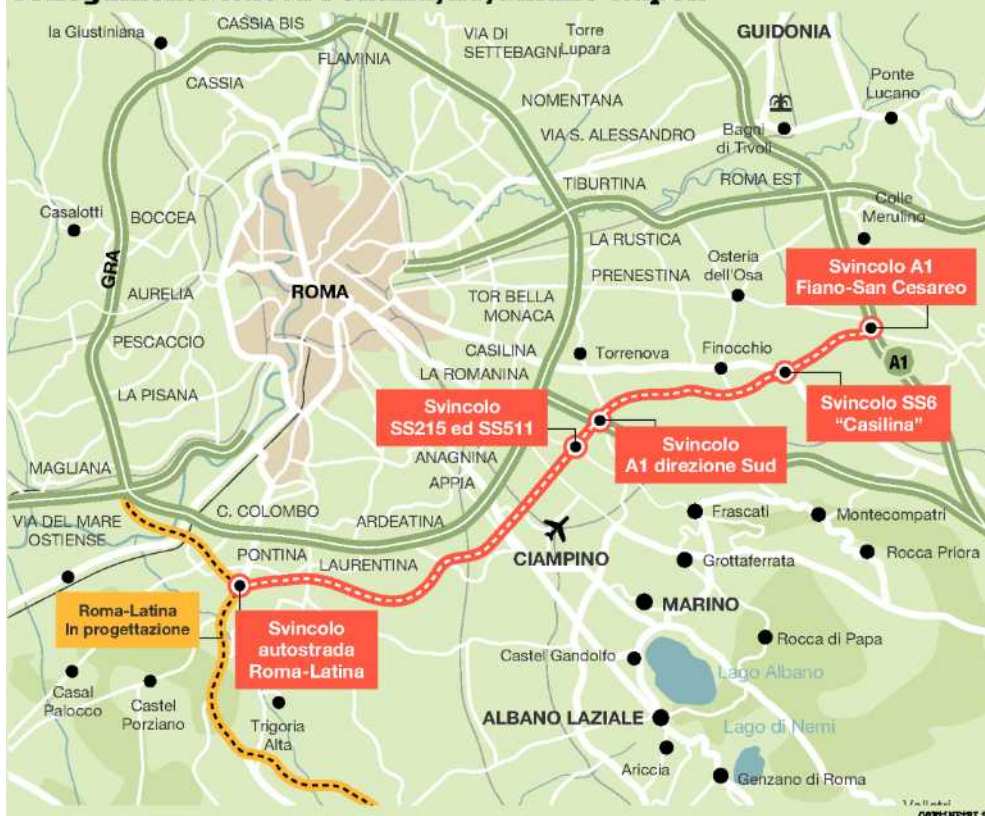 CASSIA BIS
la Giustiniana
VIA DI
SETTEBAGNI
Torre
Lupara
GUIDONIA
FLAMINIA
CASSIA
Ponte
Lucano
NOMENTANA
VIA S. ALESSANDRO
Bagni
di Tivoli
TIBURTINA
ROMA EST
Casalotti
BOCCEA
Colle
Merulino
LA RUSTICA
GRA
PRENESTINA
Osteria
dell'Osa
Svincolo A1
Fiano-San Cesareo
AURELIA
ROMA
TOR BELLA
MONACA
PESCACCIO
CASILINA
Torrenova
Finocchio
A1
LA ROMANINA
LA PISANA
Svincolo
SS215 ed SS511
Svincolo SS6
"Casilina"
Svincolo
A1 direzione Sud
ANAGNINA
MAGLIANA
APPIA
C. COLOMBO
ARDEATINA
VIA DEL MARE
OSTIENSE
Frascati
Montecompatri
PONTINA
LAURENTINA
CIAMPINO
Grottaferrata
Rocca Priora
Roma-Latina
In progettazione
MARINO
Svincolo
autostrada
Roma-Latina
Rocca di Papa
Castel Gandolfo
Lago Albano
Casal
Palocco
Castel
Porziano
Trigoria
Alta
ALBANO LAZIALE
Lago di Nemi
Ariccia
Genzano di Roma